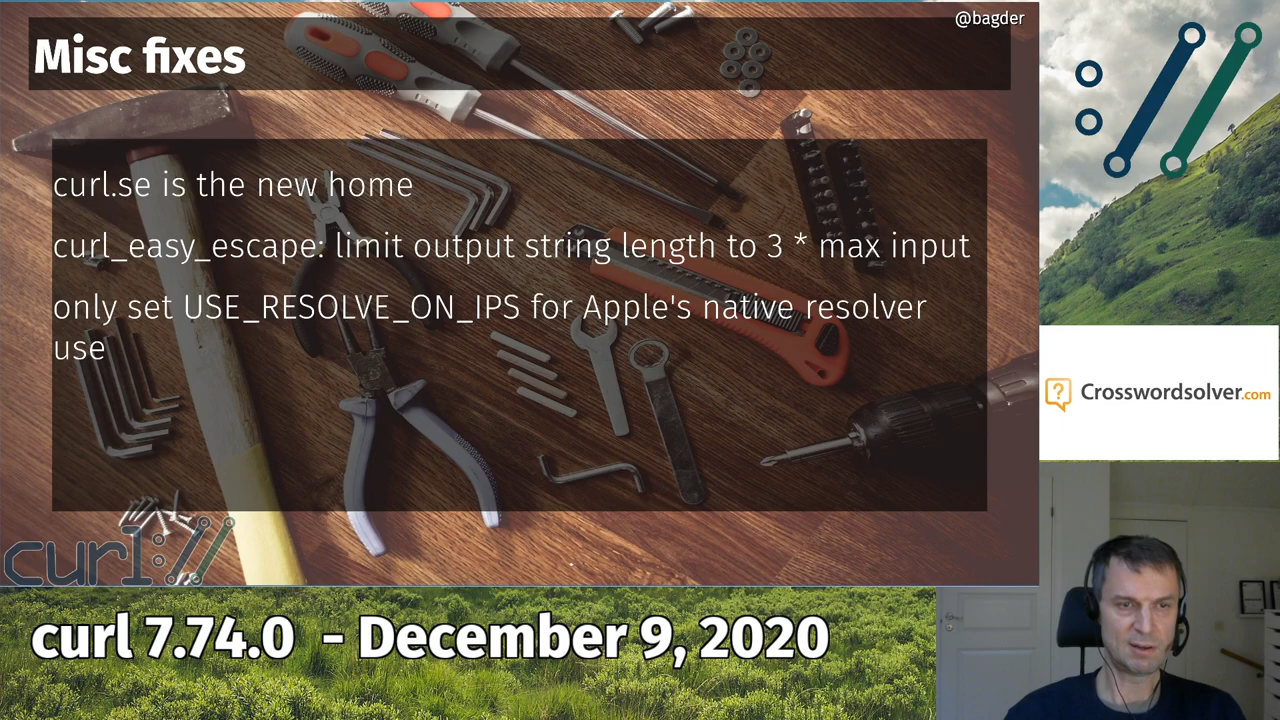 @bagder
Misc fixes
curl.se is the new home
curl_easy_escape: limit output string length to 3 * max input
only set USE_RESOLVE_ON_IPS for Apple's native resolver
use
Crosswordsolver.com
curl://
curl 7.74.0 - December 9, 2020